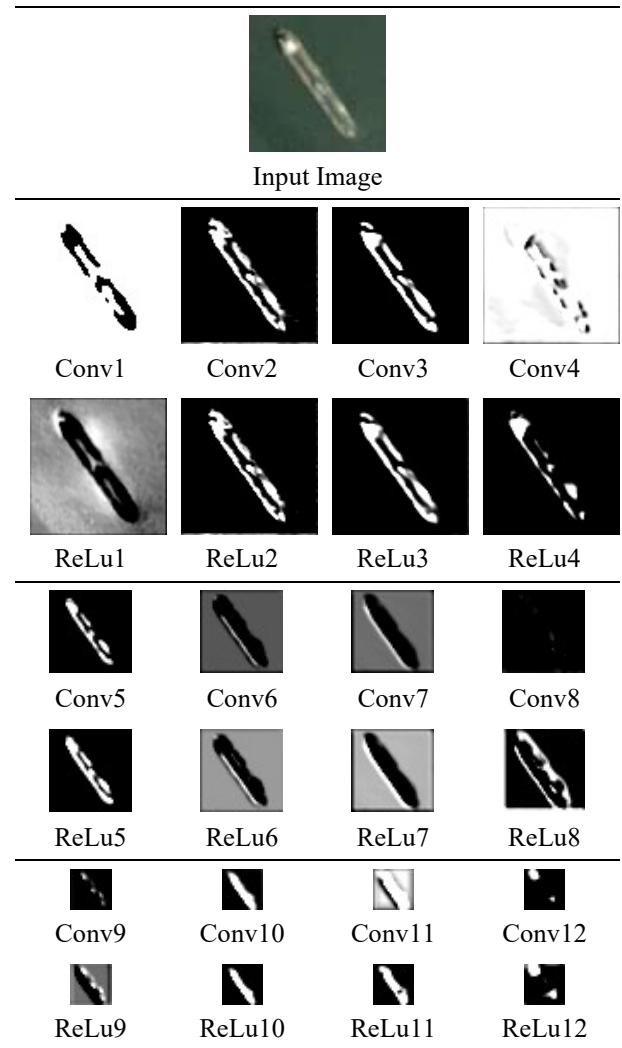 Input Image
Conv1 Conv2 Conv3 Conv4
ReLu1 ReLu2 ReLu3 ReLu4
Conv5 Conv6 Conv7 Conv8
ReLu5 ReLu6 ReLu7 ReLu8
Conv9 Conv10 Conv11 Conv12
ReLu9 ReLu10 ReLu11 ReLu12